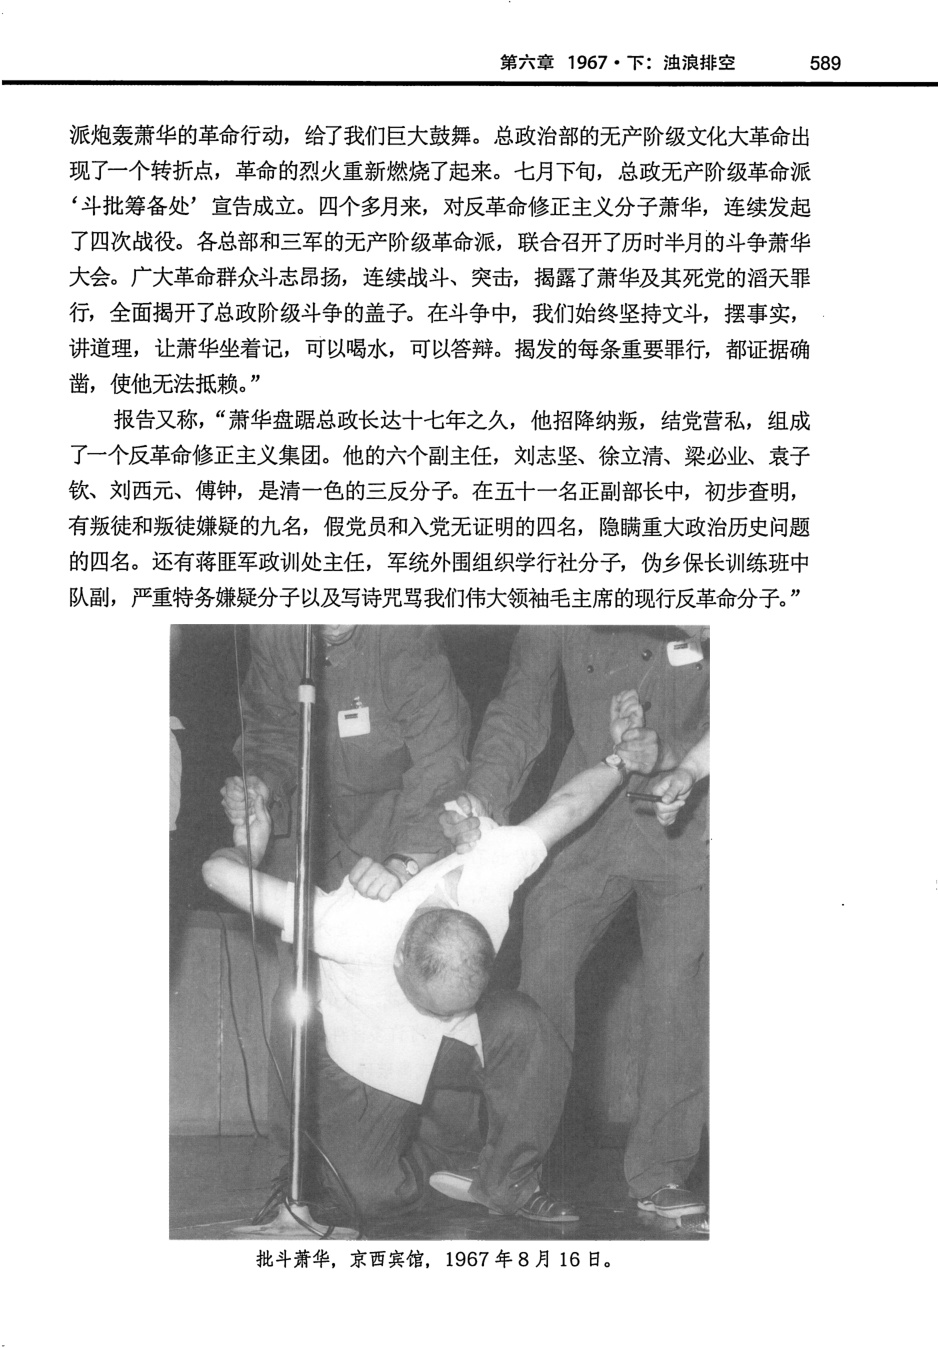 第六章 1967·下：浊浪排空 589
派炮轰萧华的革命行动，给了我们巨大鼓舞。总政治部的无产阶级文化大革命出
现了一个转折点，革命的烈火重新燃烧了起来。七月下旬，总政无产阶级革命派
‘斗批筹备处’宣告成立。四个多月来，对反革命修正主义分子萧华，连续发起
了四次战役。各总部和三军的无产阶级革命派，联合召开了历时半月的斗争萧华
大会。广大革命群众斗志昂扬，连续战斗、突击，揭露了萧华及其死党的滔天罪
行，全面揭开了总政阶级斗争的盖子。在斗争中，我们始终坚持文斗，摆事实，
讲道理，让萧华坐着记，可以喝水，可以答辩。揭发的每条重要罪行，都证据确
凿，使他无法抵赖。”
报告又称，“萧华盘踞总政长达十七年之久，他招降纳叛，结党营私，组成
了一个反革命修正主义集团。他的六个副主任，刘志坚、徐立清、梁必业、袁子
钦、刘西元、傅钟，是清一色的三反分子。在五十一名正副部长中，初步查明，
有叛徒和叛徒嫌疑的九名，假党员和入党无证明的四名，隐瞒重大政治历史问题
的四名。还有蒋匪军政训处主任，军统外围组织学行社分子，伪乡保长训练班中
队副，严重特务嫌疑分子以及写诗咒骂我们伟大领袖毛主席的现行反革命分子。”
批斗萧华，京西宾馆，1967年8月16日。